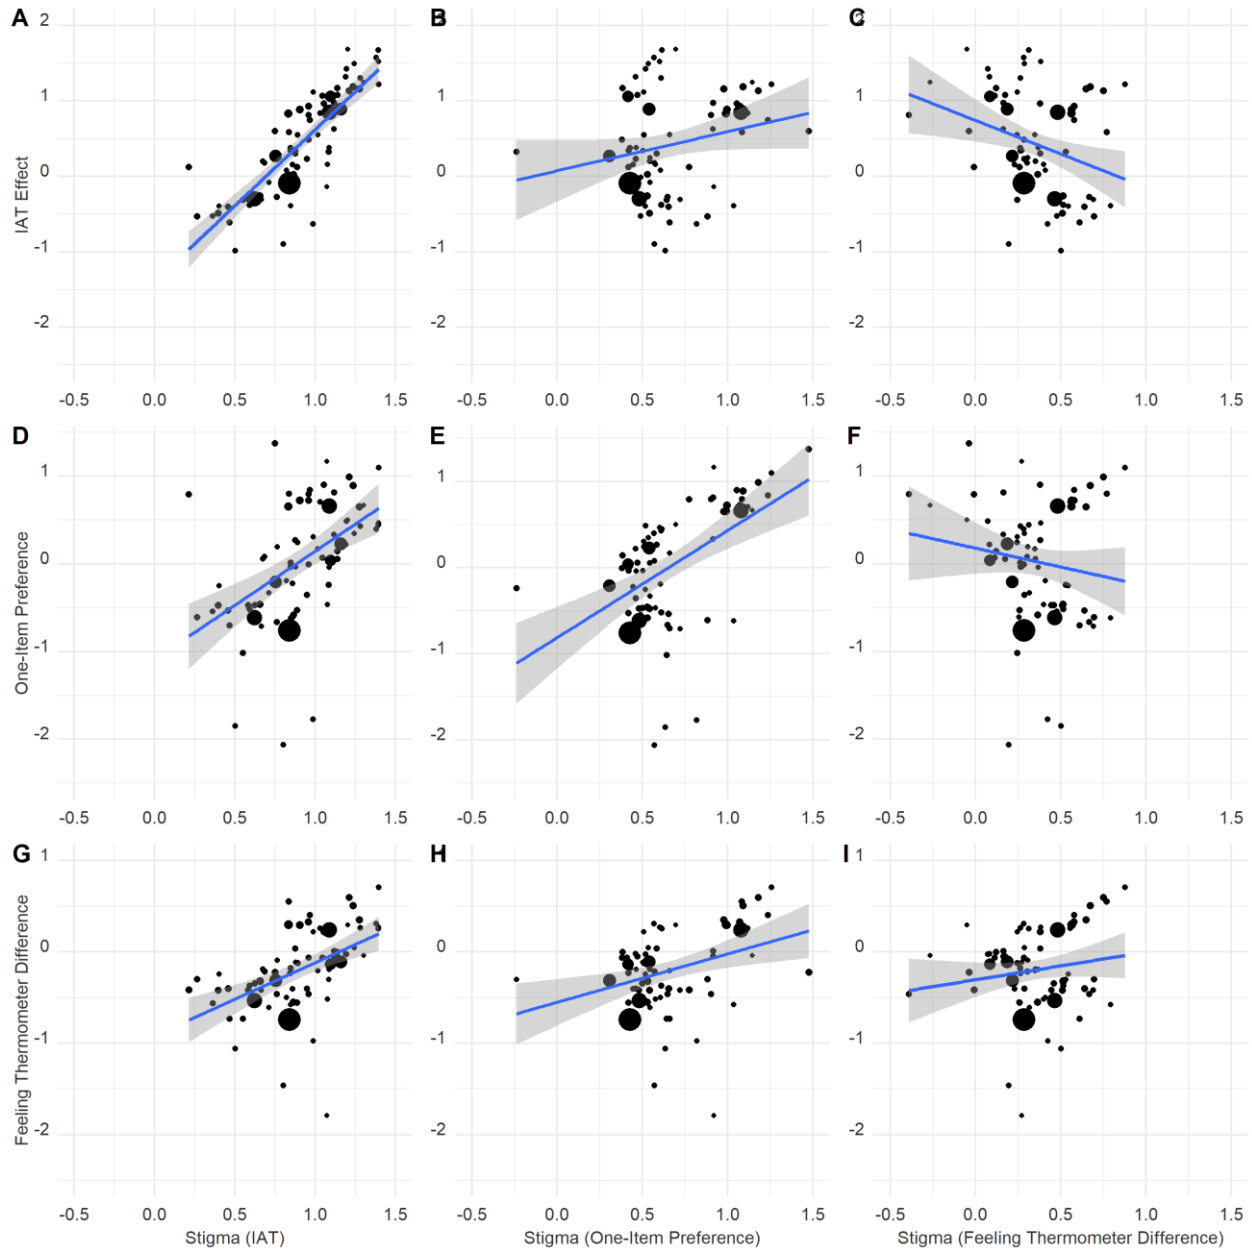 A B C
2
1
0
-1
-2
IAT Effect
2
1
0
-1
-2
2
1
0
-1
-2
-0.5 0.0 0.5 1.0 1.5
-0.5 0.0 0.5 1.0 1.5
-0.5 0.0 0.5 1.0 1.5
D E F
1
0
-1
-2
One-Item Preference
1
0
-1
-2
1
0
-1
-2
-0.5 0.0 0.5 1.0 1.5
-0.5 0.0 0.5 1.0 1.5
-0.5 0.0 0.5 1.0 1.5
G H I
1
0
-1
-2
Feeling Thermometer Difference
1
0
-1
-2
1
0
-1
-2
-0.5 0.0 0.5 1.0 1.5
Stigma (IAT)
-0.5 0.0 0.5 1.0 1.5
Stigma (One-Item Preference)
-0.5 0.0 0.5 1.0 1.5
Stigma (Feeling Thermometer Difference)